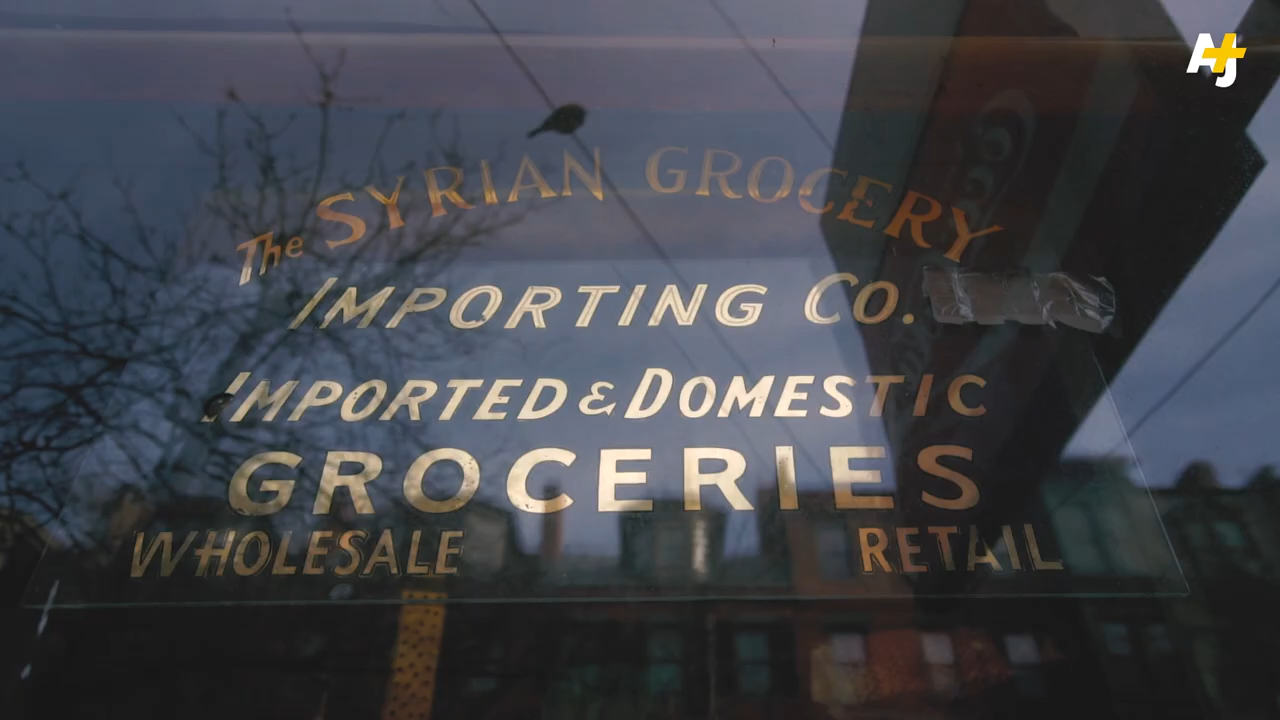 AJ+
The SYRIAN GROCERY
IMPORTING CO.
IMPORTED & DOMESTIC
GROCERIES
WHOLESALE RETAIL